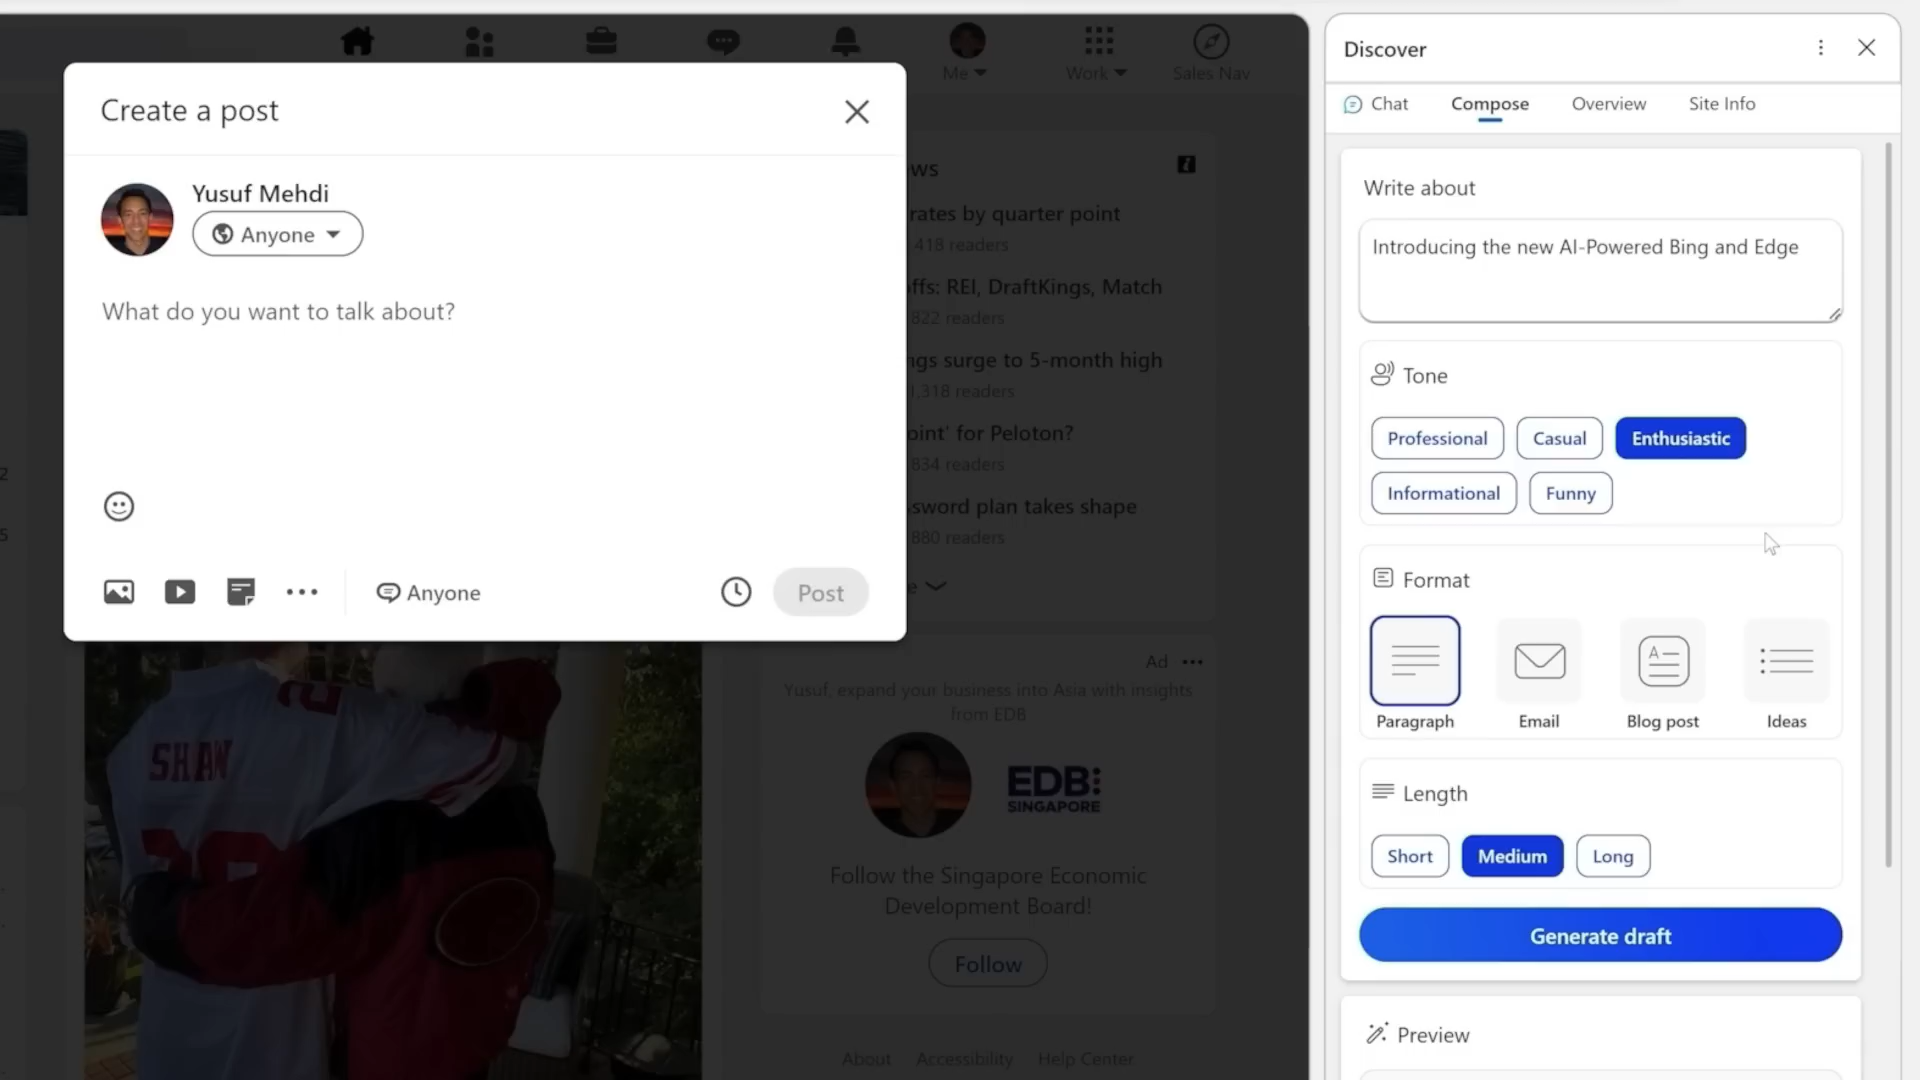 Me
Work
Sales Nav
Create a post
Yusuf Mehdi
Anyone
What do you want to talk about?
Anyone
Post
ws
rates by quarter point
418 readers
ffs: REI, DraftKings, Match
822 readers
ngs surge to 5-month high
1,318 readers
oint' for Peloton?
834 readers
sword plan takes shape
880 readers
e
2
5
SHAW
Ad
Yusuf, expand your business into Asia with insights
from EDB
EDB
SINGAPORE
Follow the Singapore Economic
Development Board!
Follow
About Accessibility Help Center
Discover
Chat Compose Overview Site Info
Write about
Introducing the new AI-Powered Bing and Edge
Tone
Professional Casual Enthusiastic
Informational Funny
Format
A
Paragraph Email Blog post Ideas
Length
Short Medium Long
Generate draft
Preview